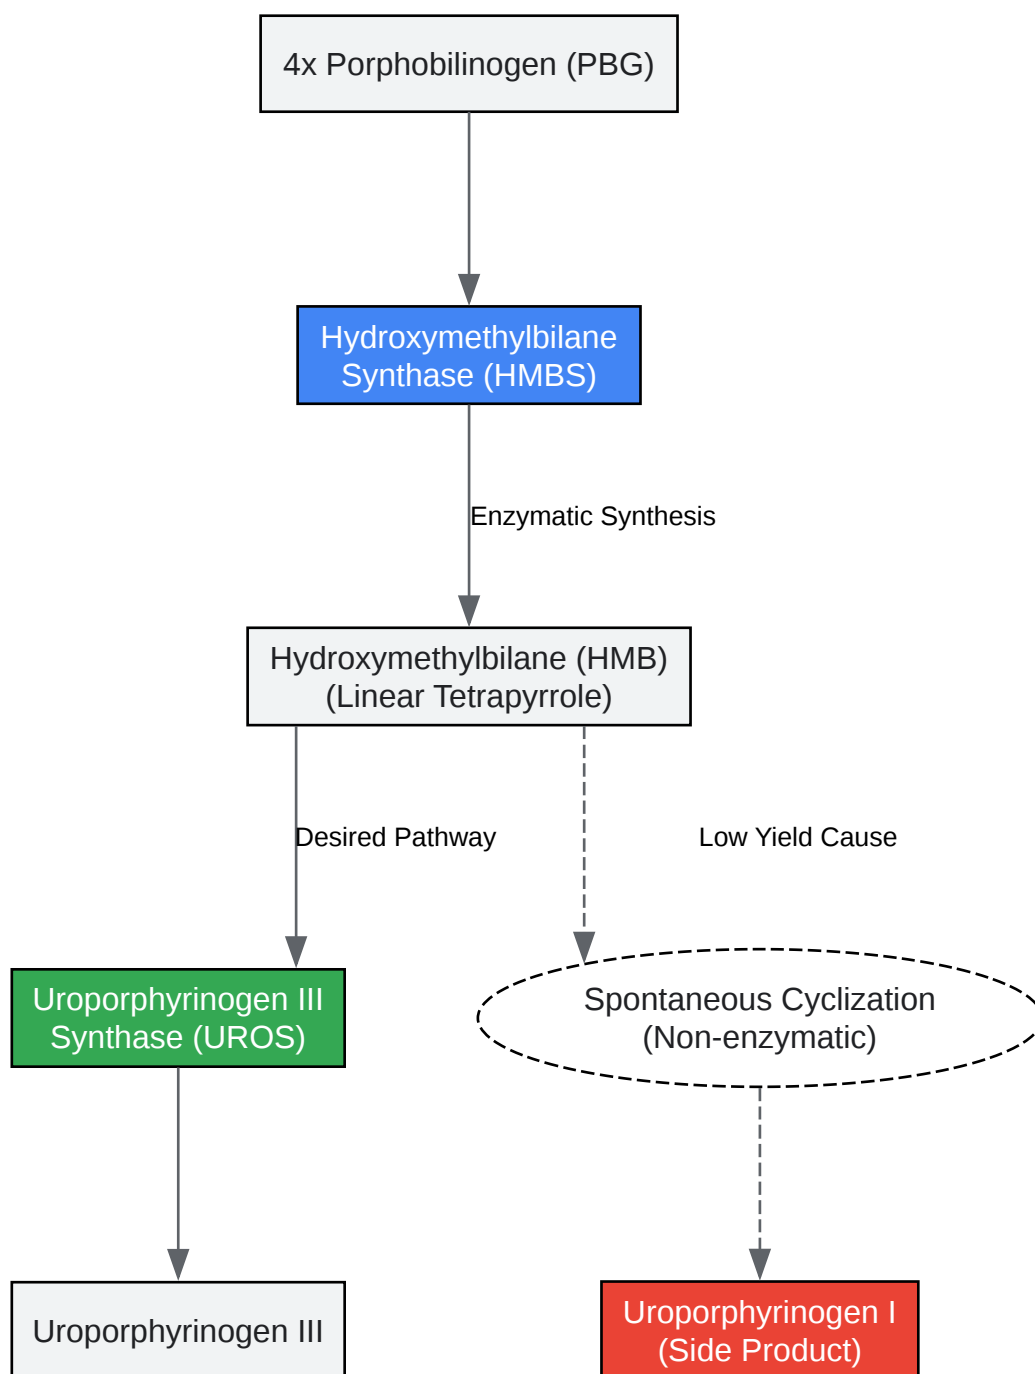 4x Porphobilinogen (PBG)
Hydroxymethylbilane
Synthase (HMBS)
Enzymatic Synthesis
Hydroxymethylbilane (HMB)
(Linear Tetrapyrrole)
Desired Pathway
Low Yield Cause
Uroporphyrinogen III
Synthase (UROS)
Spontaneous Cyclization
(Non-enzymatic)
Uroporphyrinogen III
Uroporphyrinogen I
(Side Product)